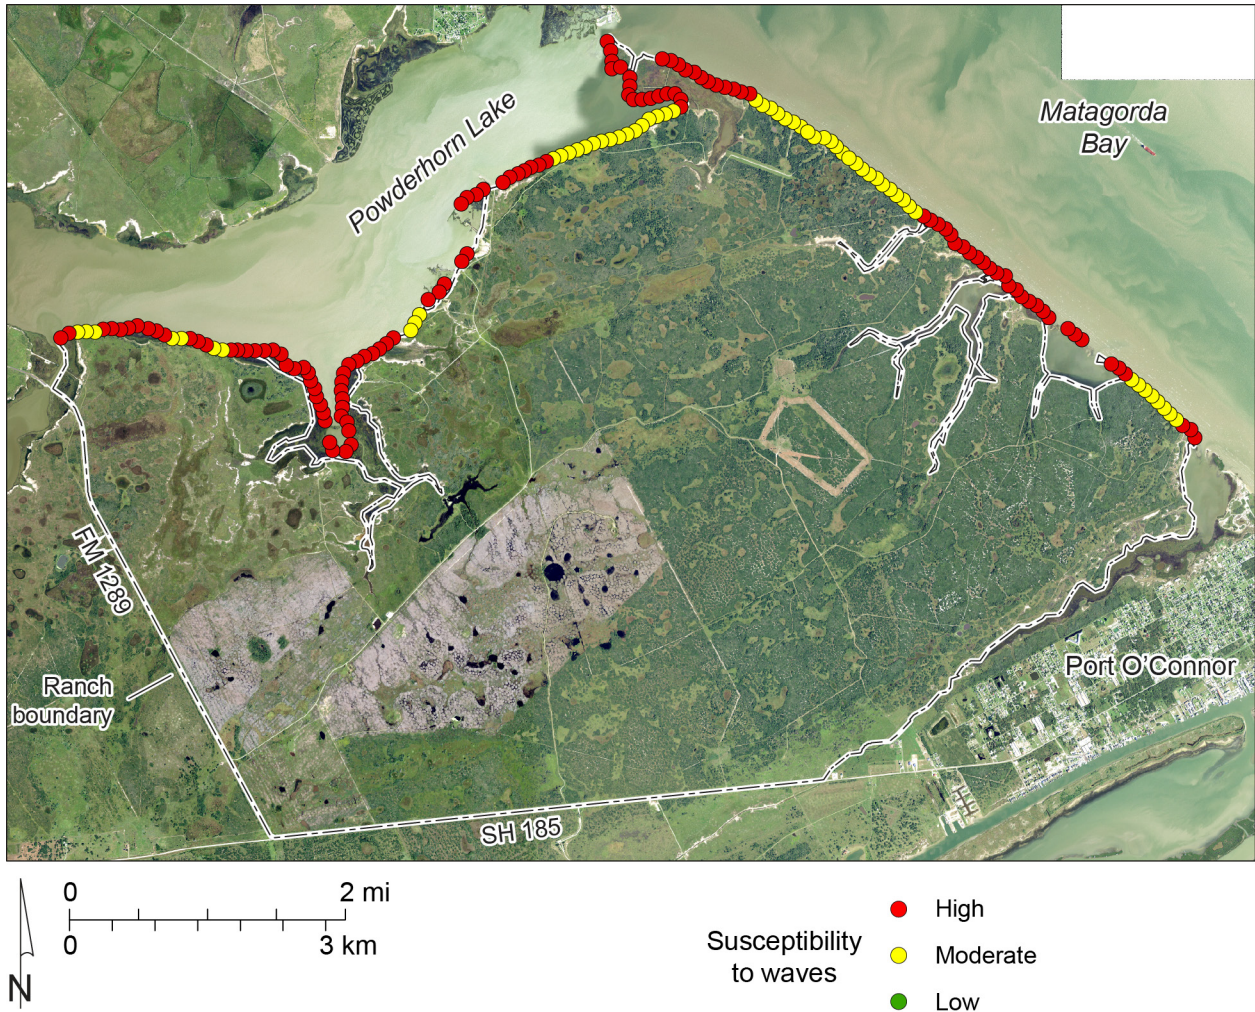 Matagorda
Bay
Powderhorn Lake
FM 1289
Ranch
boundary
Port O'Connor
SH 185
0
2 mi
0
3 km
N
Susceptibility
to waves
High
Moderate
Low